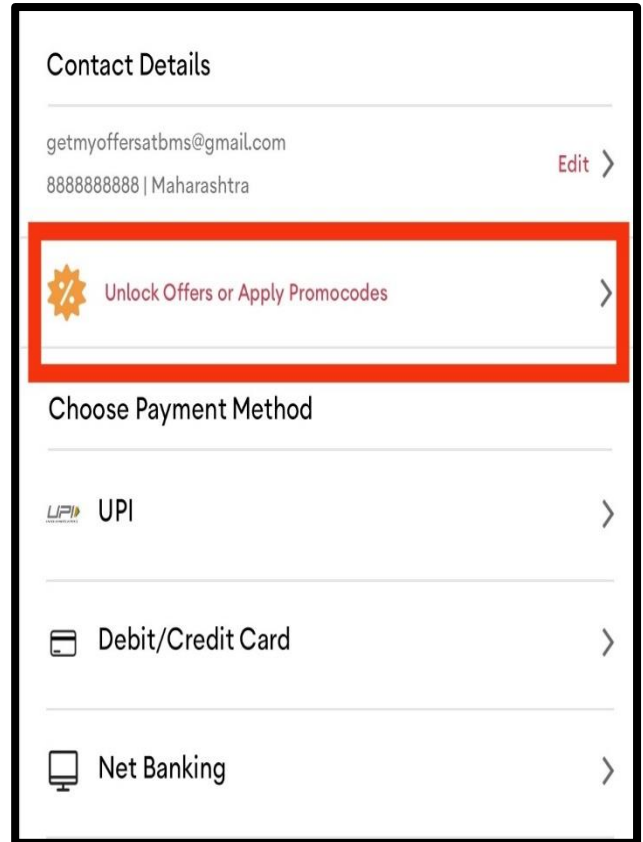 Contact Details
getmyoffersatbms@gmail.com
Edit
8888888888 | Maharashtra
Unlock Offers or Apply Promocodes
Choose Payment Method
UPI UPI
Debit/Credit Card
Net Banking